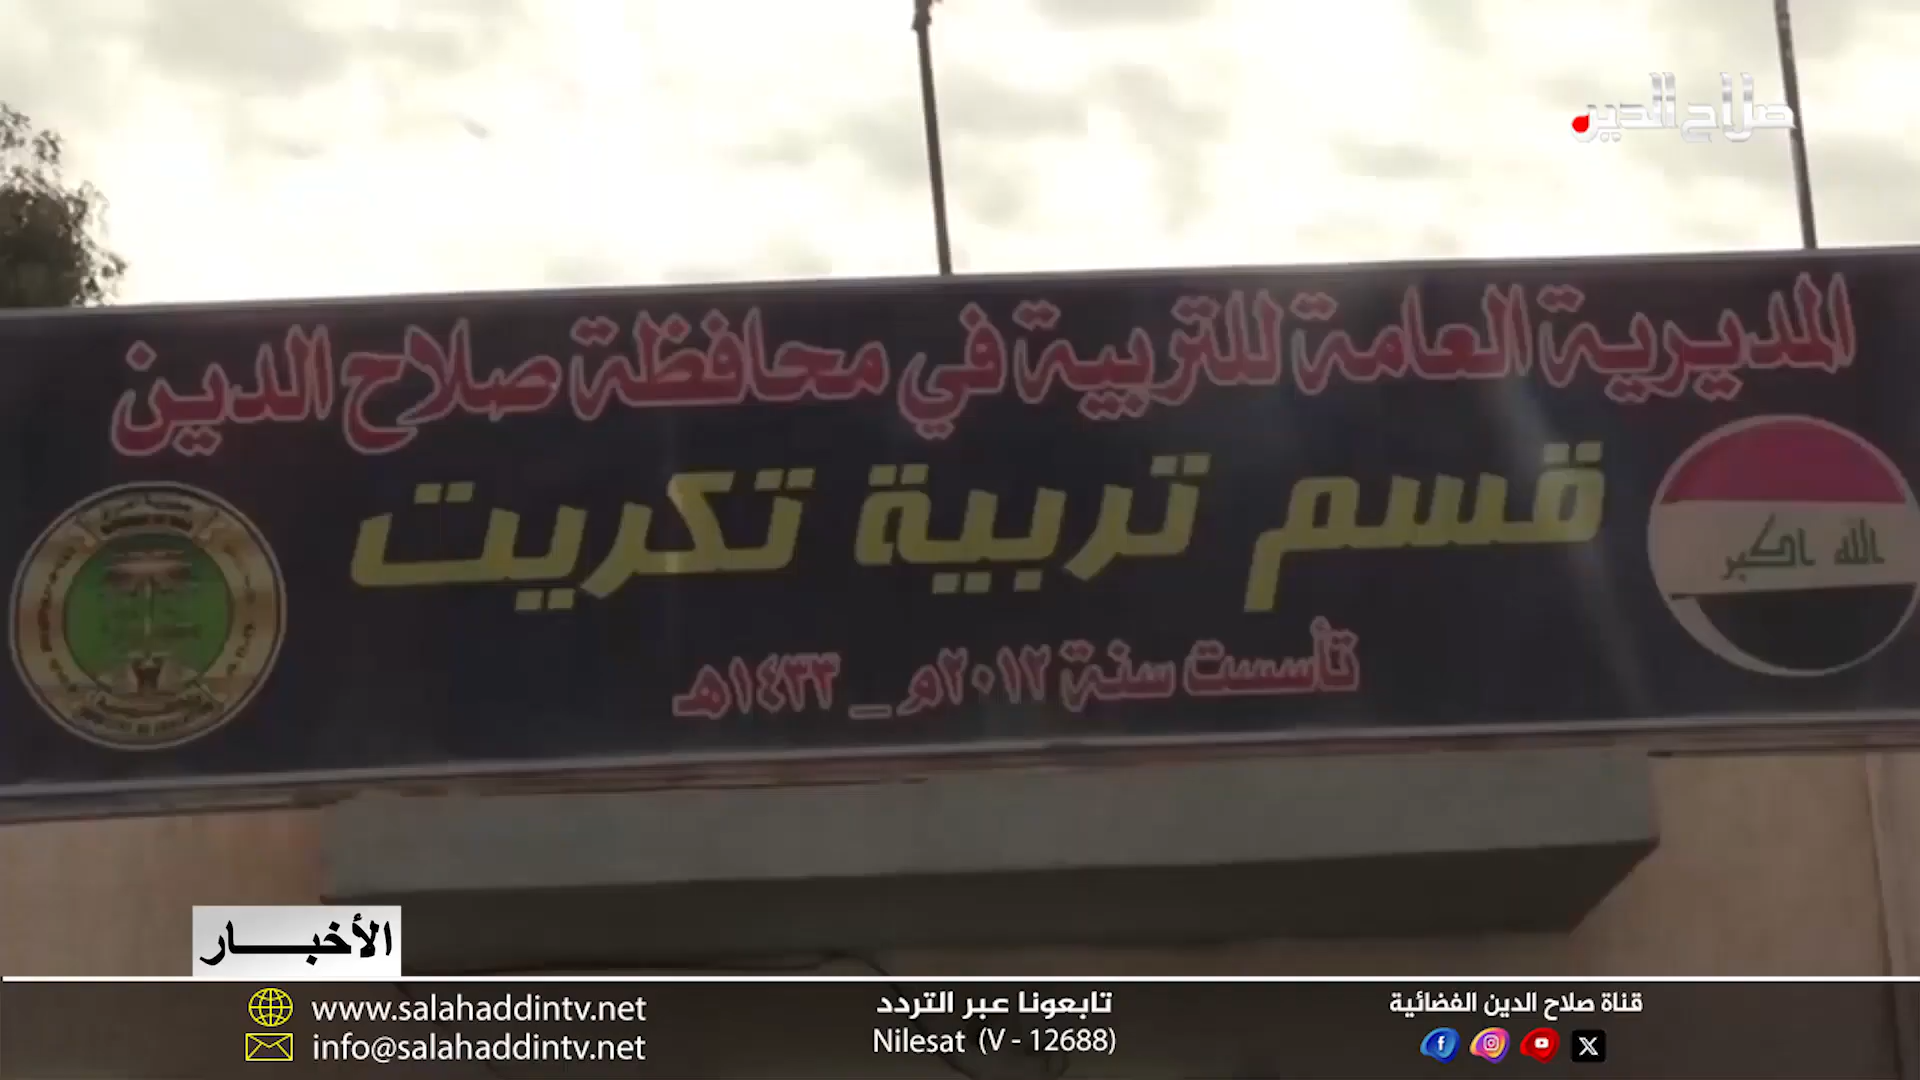 صلاح الدين
المديرية العامة للتربية في محافظة صلاح الدين
قسم تربية تكريت
تأسست سنة ٢٠١٢م _ ١٤٣٣هـ
الله اكبر
الأخبـــار
قناة صلاح الدين الفضائية
تابعونا عبر التردد
Nilesat (V - 12688)
www.salahaddintv.net
info@salahaddintv.net